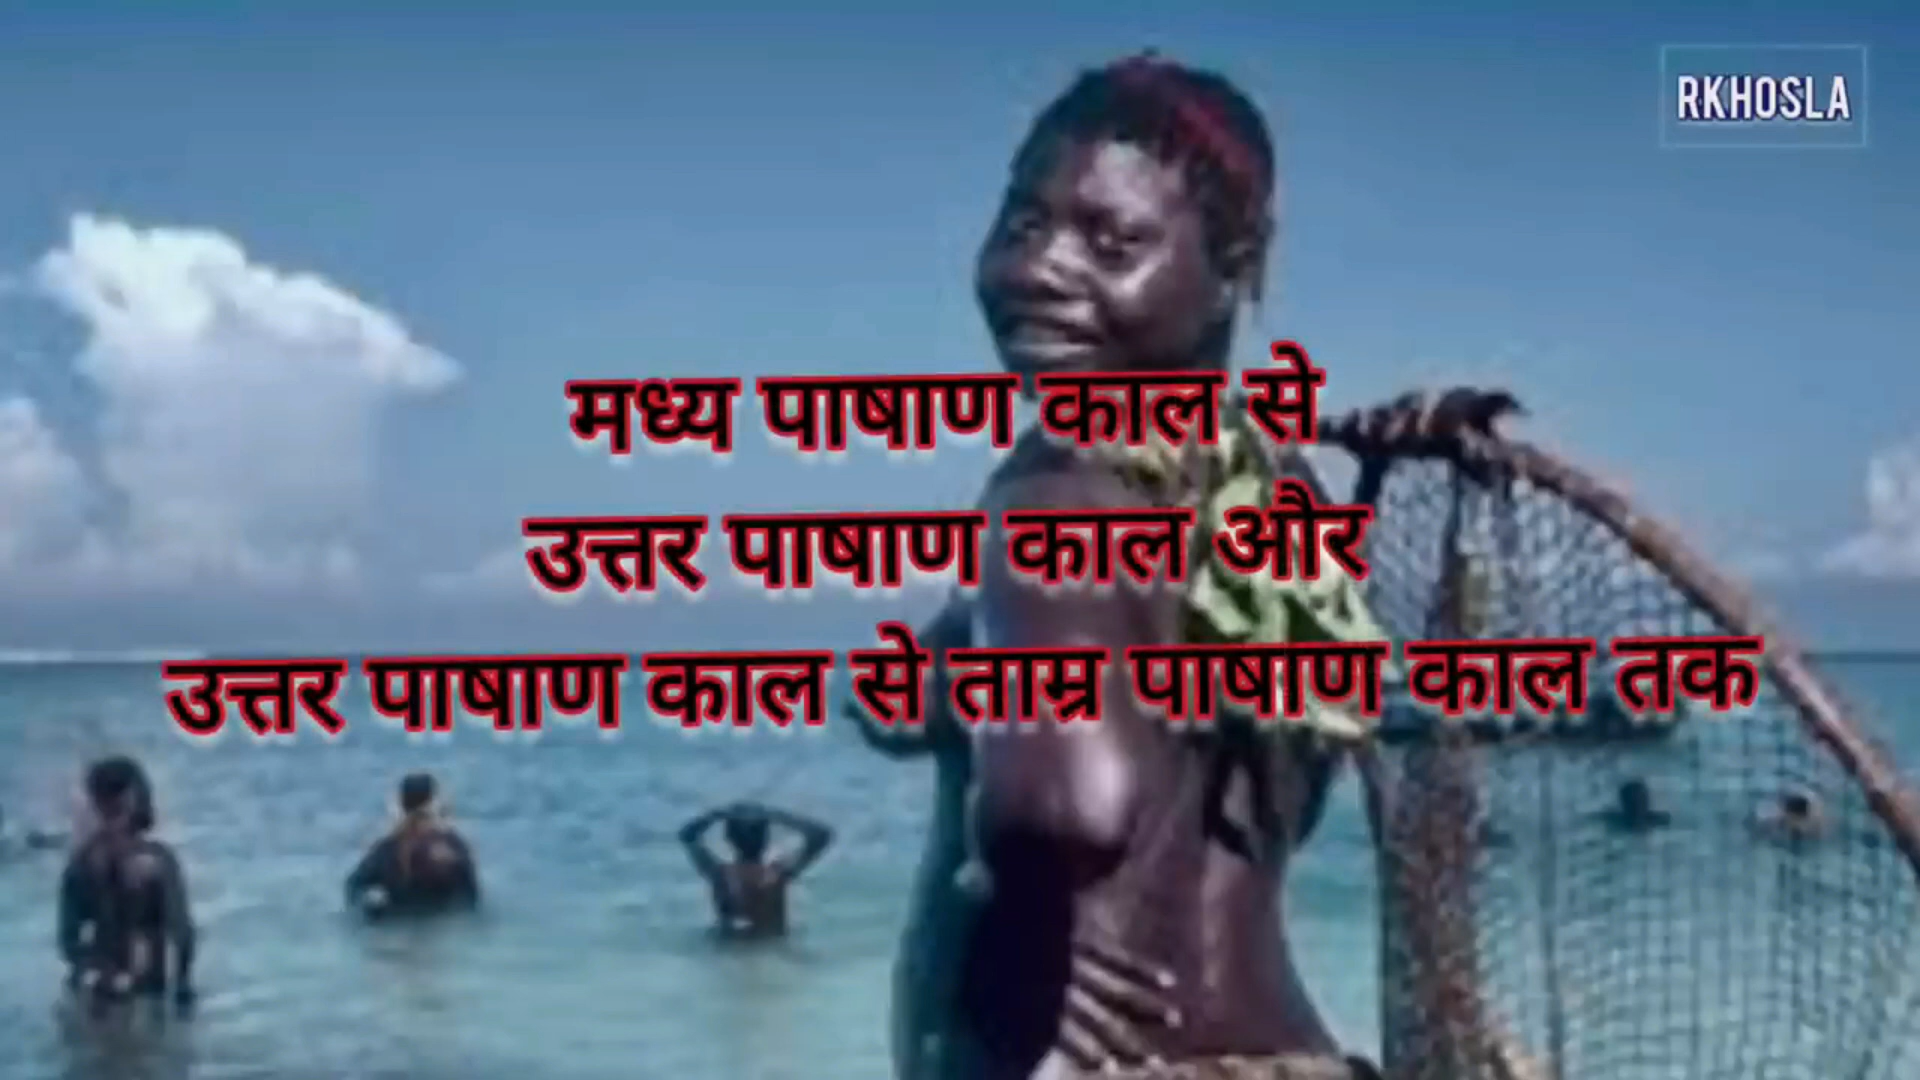 RKHOSLA
मध्य पाषाण काल से
उत्तर पाषाण काल और
उत्तर पाषाण काल से ताम्र पाषाण काल तक